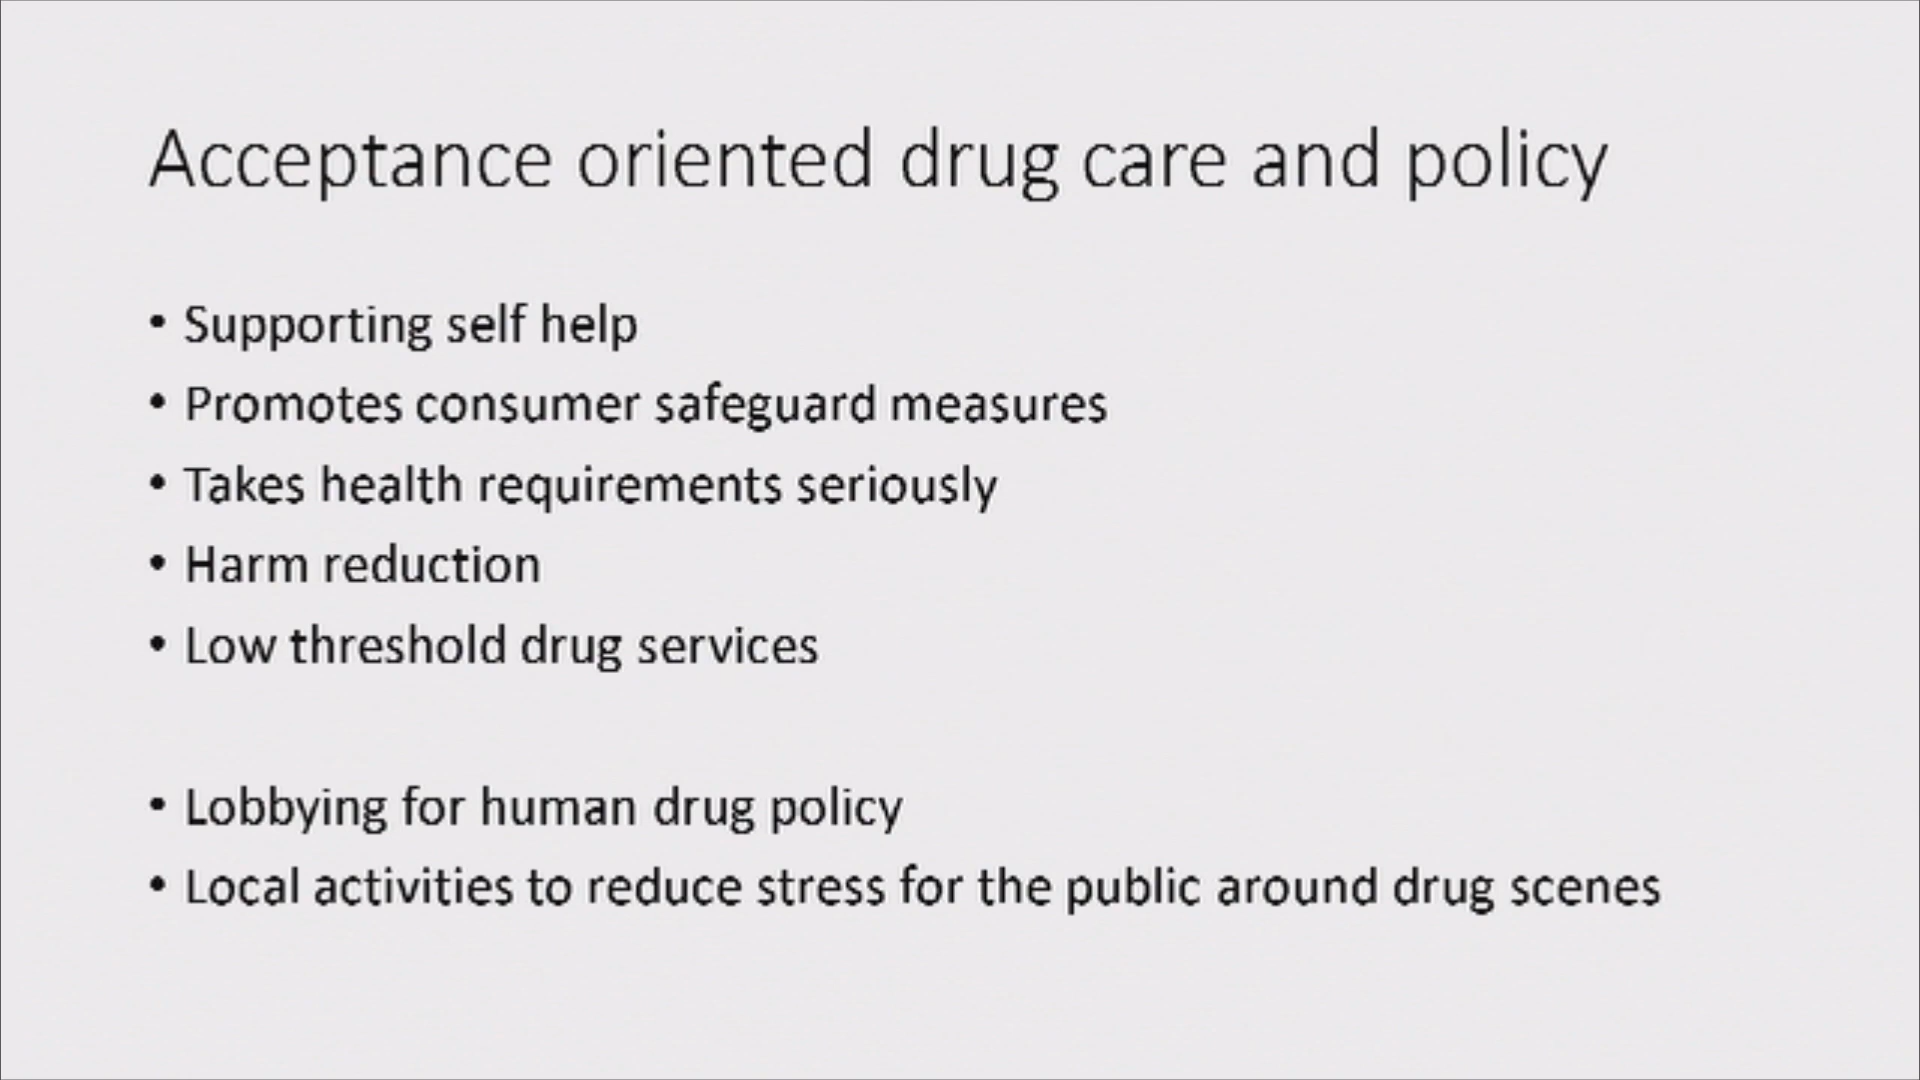 Acceptance oriented drug care and policy
• Supporting self help
• Promotes consumer safeguard measures
• Takes health requirements seriously
• Harm reduction
• Low threshold drug services
• Lobbying for human drug policy
• Local activities to reduce stress for the public around drug scenes